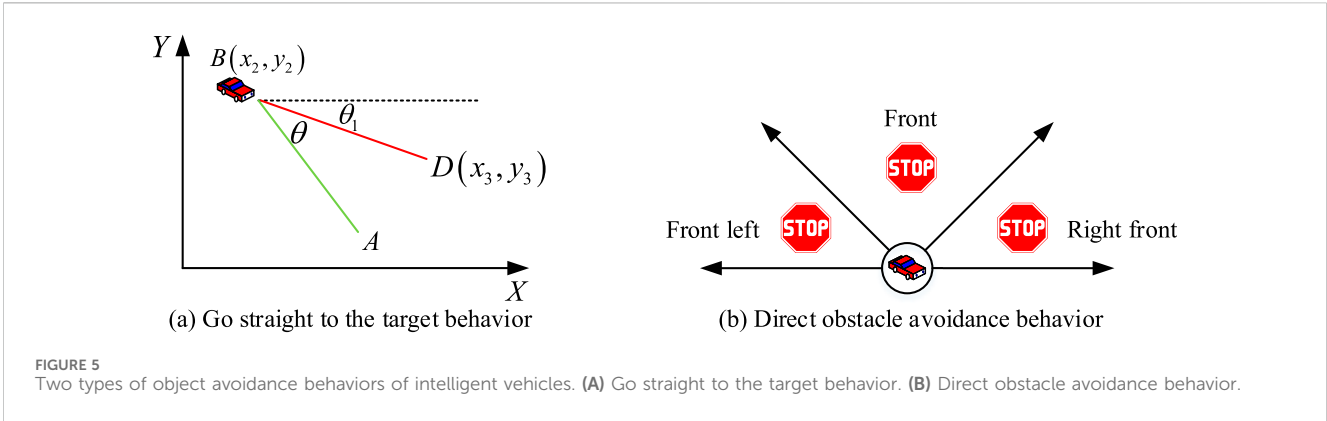 Y
B(x₂, y₂)
θ₁
θ
D(x₃, y₃)
A
X
(a) Go straight to the target behavior
Front
STOP
Front left
STOP
STOP
Right front
(b) Direct obstacle avoidance behavior
FIGURE 5
Two types of object avoidance behaviors of intelligent vehicles. (A) Go straight to the target behavior. (B) Direct obstacle avoidance behavior.